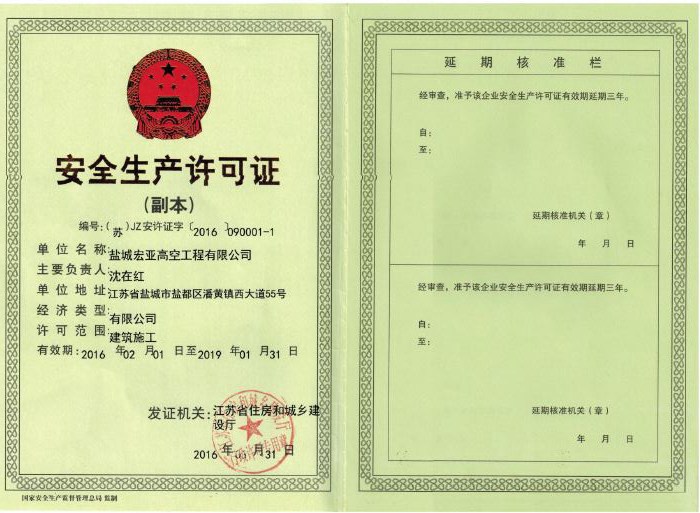 安全生产许可证
(副本)
编号:(苏)JZ安许证字〔2016〕090001-1
单位名称:盐城宏亚高空工程有限公司
主要负责人:沈在红
单位地址:江苏省盐城市盐都区潘黄镇西大道55号
经济类型:有限公司
许可范围:建筑施工
有效期:2016 年02 月01 日至2019 年01 月31 日
发证机关:江苏省住房和城乡建
设厅
2016 年 月31 日
国家安全生产监督管理总局 监制
延期核准栏
经审查，准予该企业安全生产许可证有效期延期三年。
自：
至：
延期核准机关（章）
年 月 日
经审查，准予该企业安全生产许可证有效期延期三年。
自：
至：
延期核准机关（章）
年 月 日